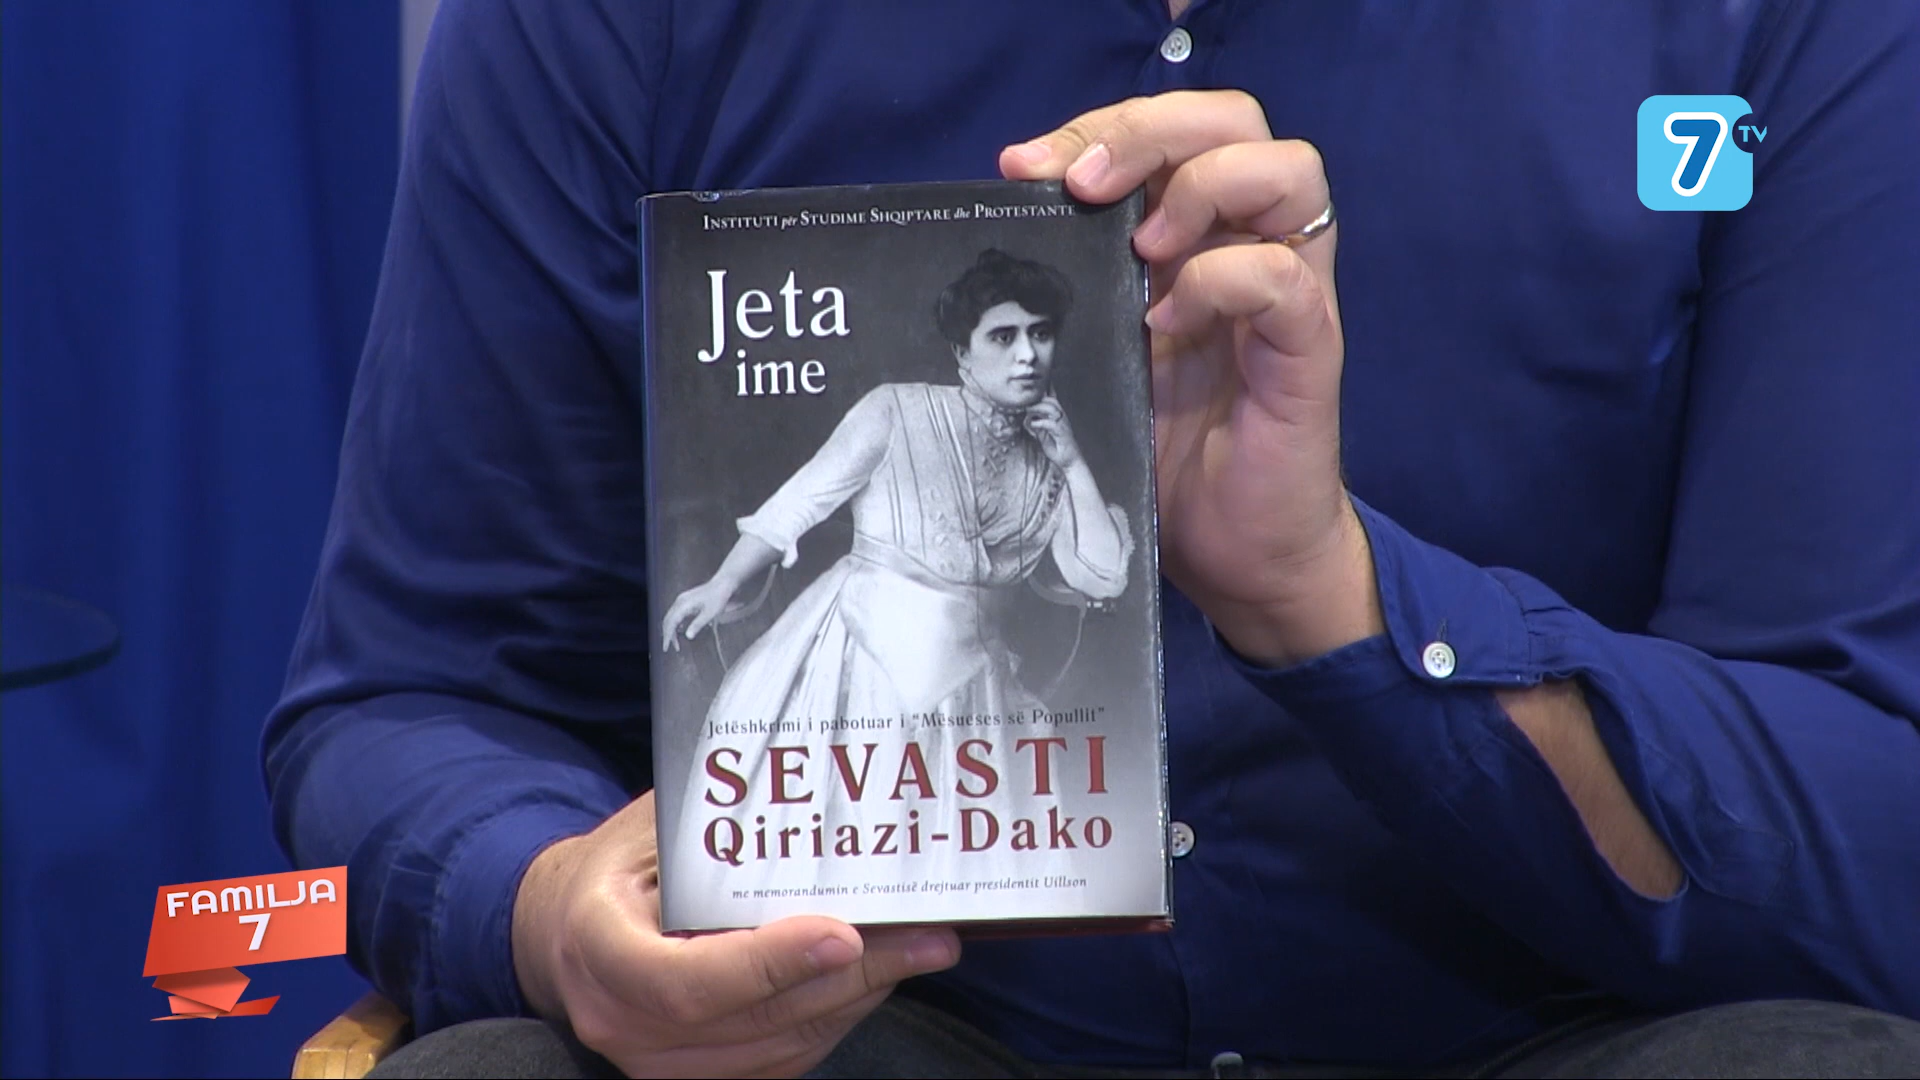 INSTITUTI për STUDIME SHQIPTARE dhe PROTESTANTE
Jeta
ime
Jetëshkrimi i pabotuar i “Mësueses së Popullit”
SEVASTI
Qiriazi-Dako
me memorandumin e Sevastisë drejtuar presidentit Uillson
7 TV
FAMILJA
7